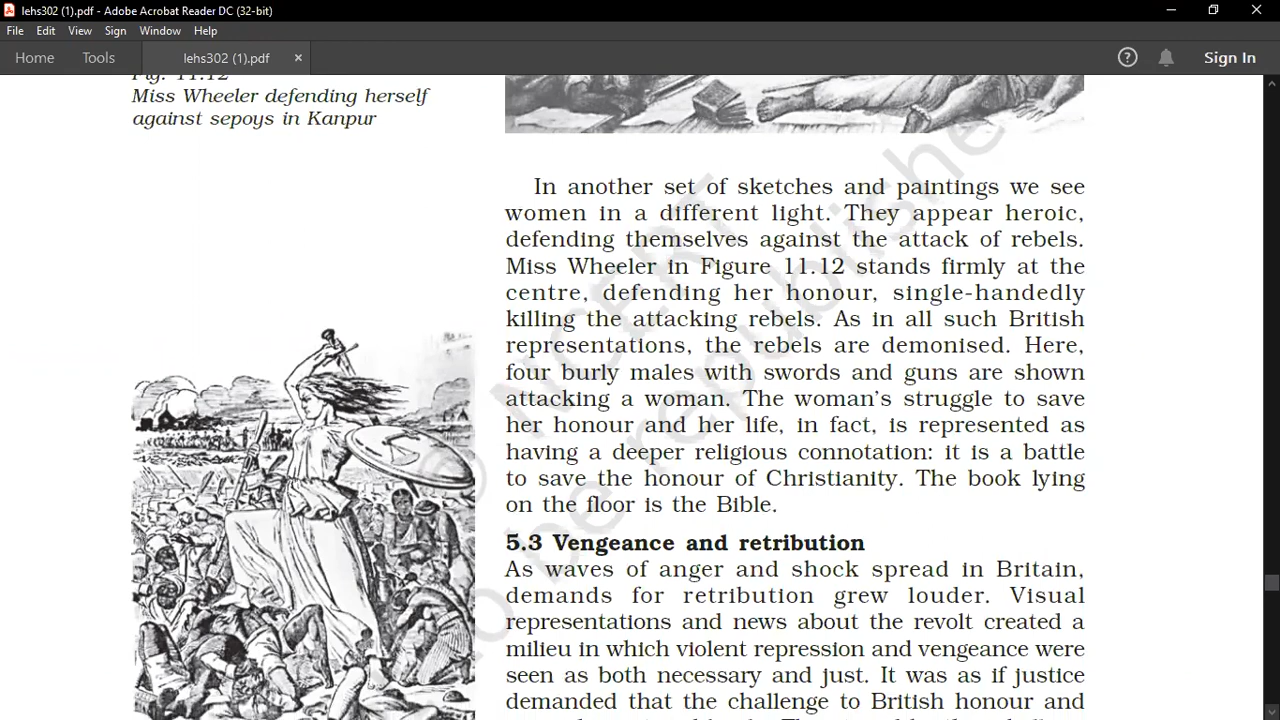 lehs302 (1).pdf - Adobe Acrobat Reader DC (32-bit)
File Edit View Sign Window Help
Home Tools lehs302 (1).pdf × Sign In
Fig. 11.12
Miss Wheeler defending herself
against sepoys in Kanpur
In another set of sketches and paintings we see
women in a different light. They appear heroic,
defending themselves against the attack of rebels.
Miss Wheeler in Figure 11.12 stands firmly at the
centre, defending her honour, single-handedly
killing the attacking rebels. As in all such British
representations, the rebels are demonised. Here,
four burly males with swords and guns are shown
attacking a woman. The woman's struggle to save
her honour and her life, in fact, is represented as
having a deeper religious connotation: it is a battle
to save the honour of Christianity. The book lying
on the floor is the Bible.
5.3 Vengeance and retribution
As waves of anger and shock spread in Britain,
demands for retribution grew louder. Visual
representations and news about the revolt created a
milieu in which violent repression and vengeance were
seen as both necessary and just. It was as if justice
demanded that the challenge to British honour and
© NCERT
to be republishe